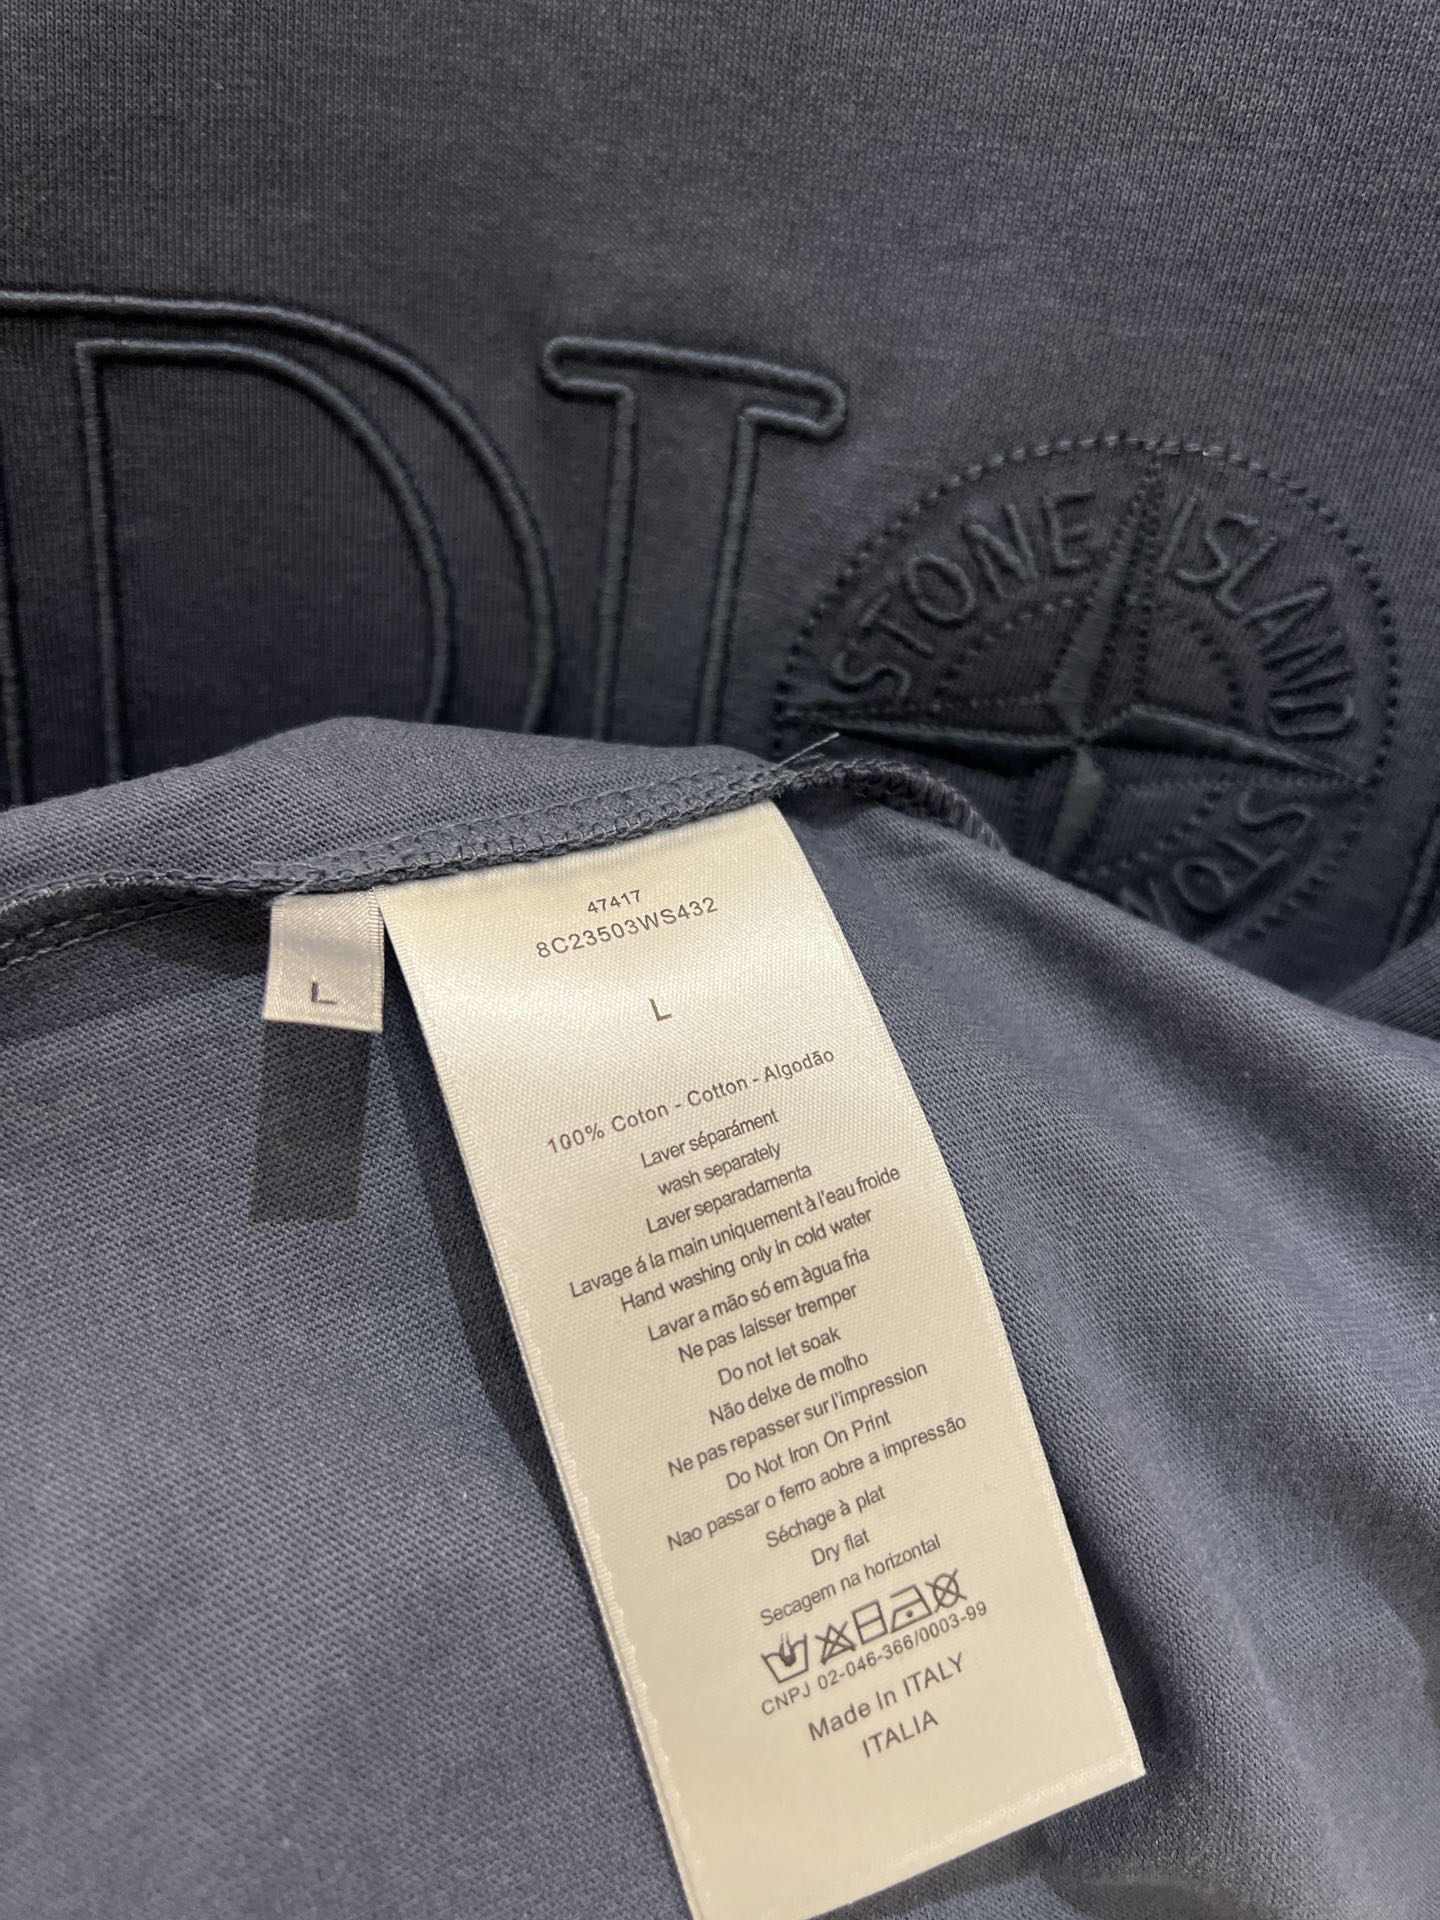 DI
STONE ISLAND
STO
47417
8C23503WS432
L
L
100% Coton - Cotton - Algodão
Laver séparáment
wash separately
Laver separadamenta
Lavage á la main uniquement à l'eau froide
Hand washing only in cold water
Lavar a mão só em àgua fria
Ne pas laisser tremper
Do not let soak
Não delxe de molho
Ne pas repasser sur l'impression
Do Not Iron On Print
Nao passar o ferro aobre a impressão
Séchage à plat
Dry flat
Secagem na horizontal
CNPJ 02-046-366/0003-99
Made In ITALY
ITALIA